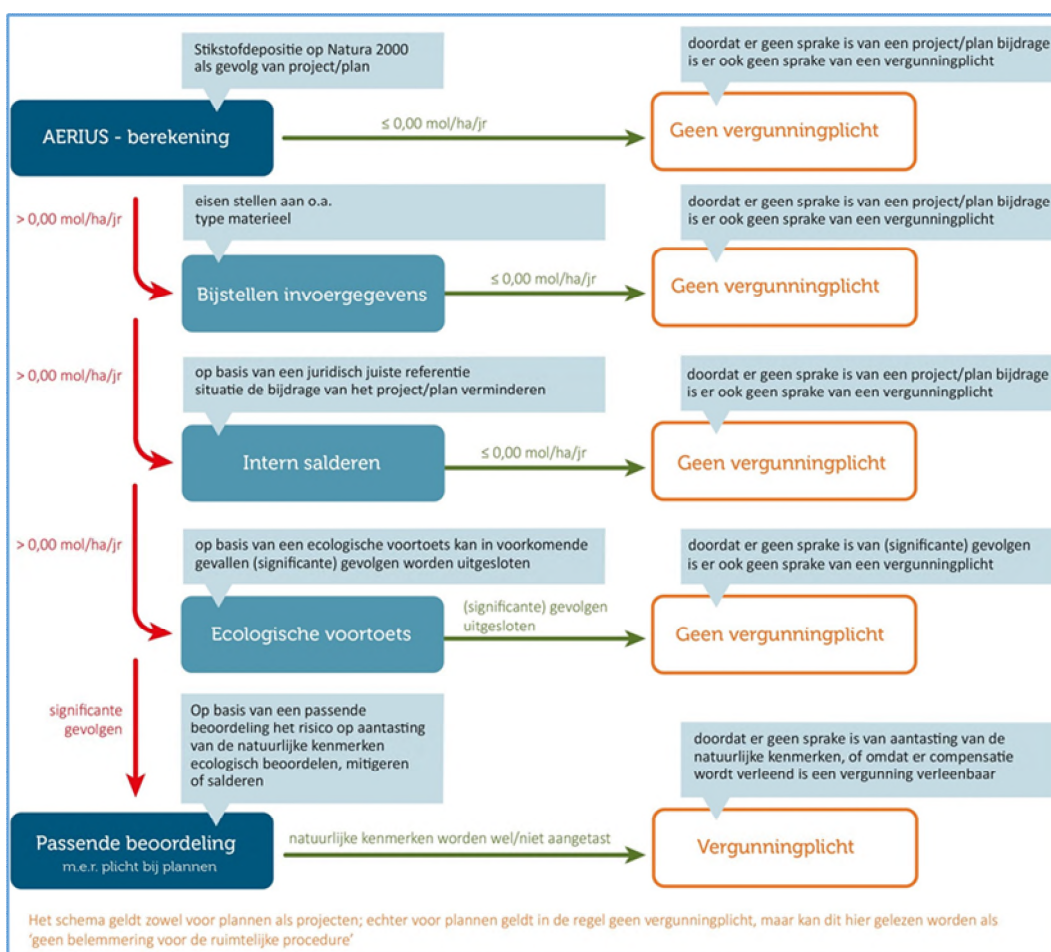 Stikstofdepositie op Natura 2000
als gevolg van project/plan
doordat er geen sprake is van een project/plan bijdrage
is er ook geen sprake van een vergunningplicht
AERIUS - berekening
≤ 0,00 mol/ha/jr
Geen vergunningplicht
> 0,00 mol/ha/jr
eisen stellen aan o.a.
type materieel
doordat er geen sprake is van een project/plan bijdrage
is er ook geen sprake van een vergunningplicht
Bijstellen invoergegevens
≤ 0,00 mol/ha/jr
Geen vergunningplicht
> 0,00 mol/ha/jr
op basis van een juridisch juiste referentie
situatie de bijdrage van het project/plan verminderen
doordat er geen sprake is van een project/plan bijdrage
is er ook geen sprake van een vergunningplicht
Intern salderen
≤ 0,00 mol/ha/jr
Geen vergunningplicht
> 0,00 mol/ha/jr
op basis van een ecologische voortoets kan in voorkomende
gevallen (significante) gevolgen worden uitgesloten
doordat er geen sprake is van (significante) gevolgen
is er ook geen sprake van een vergunningplicht
Ecologische voortoets
(significante) gevolgen
uitgesloten
Geen vergunningplicht
significante
gevolgen
Op basis van een passende
beoordeling het risico op aantasting
van de natuurlijke kenmerken
ecologisch beoordelen, mitigeren
of salderen
doordat er geen sprake is van aantasting van de
natuurlijke kenmerken, of omdat er compensatie
wordt verleend is een vergunning verleenbaar
Passende beoordeling
m.e.r. plicht bij plannen
natuurlijke kenmerken worden wel/niet aangetast
Vergunningplicht
Het schema geldt zowel voor plannen als projecten; echter voor plannen geldt in de regel geen vergunningplicht, maar kan dit hier gelezen worden als
'geen belemmering voor de ruimtelijke procedure'